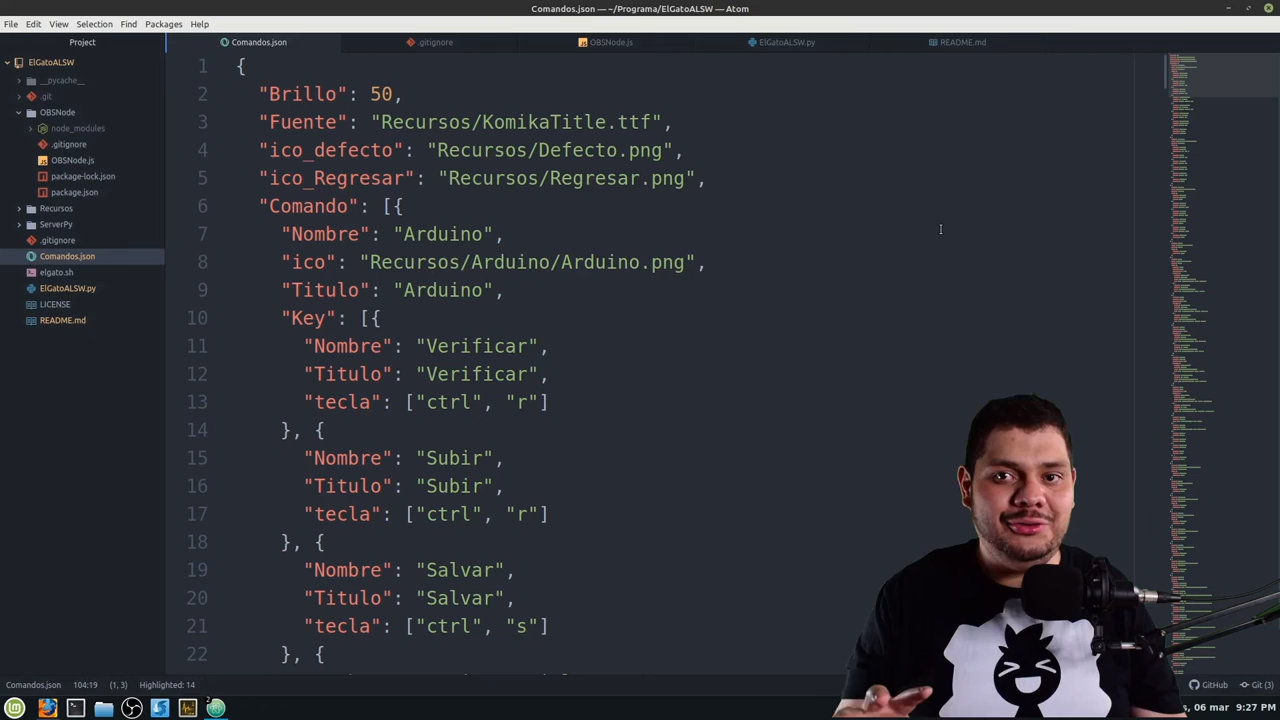 Comandos.json — ~/Programa/ElGatoALSW — Atom
File Edit View Selection Find Packages Help
Project
ElGatoALSW
__pycache__
.git
OBSNode
node_modules
.gitignore
OBSNode.js
package-lock.json
package.json
Recursos
ServerPy
.gitignore
Comandos.json
elgato.sh
ElGatoALSW.py
LICENSE
README.md
Comandos.json .gitignore OBSNode.js ElGatoALSW.py README.md
1 {
2 "Brillo": 50,
3 "Fuente": "Recursos/KomikaTitle.ttf",
4 "ico_defecto": "Recursos/Defecto.png",
5 "ico_Regresar": "Recursos/Regresar.png",
6 "Comando": [{
7 "Nombre": "Arduino",
8 "ico": "Recursos/Arduino/Arduino.png",
9 "Titulo": "Arduino",
10 "Key": [{
11 "Nombre": "Verificar",
12 "Titulo": "Verificar",
13 "tecla": ["ctrl", "r"]
14 }, {
15 "Nombre": "Subir",
16 "Titulo": "Subir",
17 "tecla": ["ctrl", "r"]
18 }, {
19 "Nombre": "Salvar",
20 "Titulo": "Salvar",
21 "tecla": ["ctrl", "s"]
22 }, {
Comandos.json 104:19 (1, 3) Highlighted: 14 GitHub Git (3)
06 mar 9:27 PM